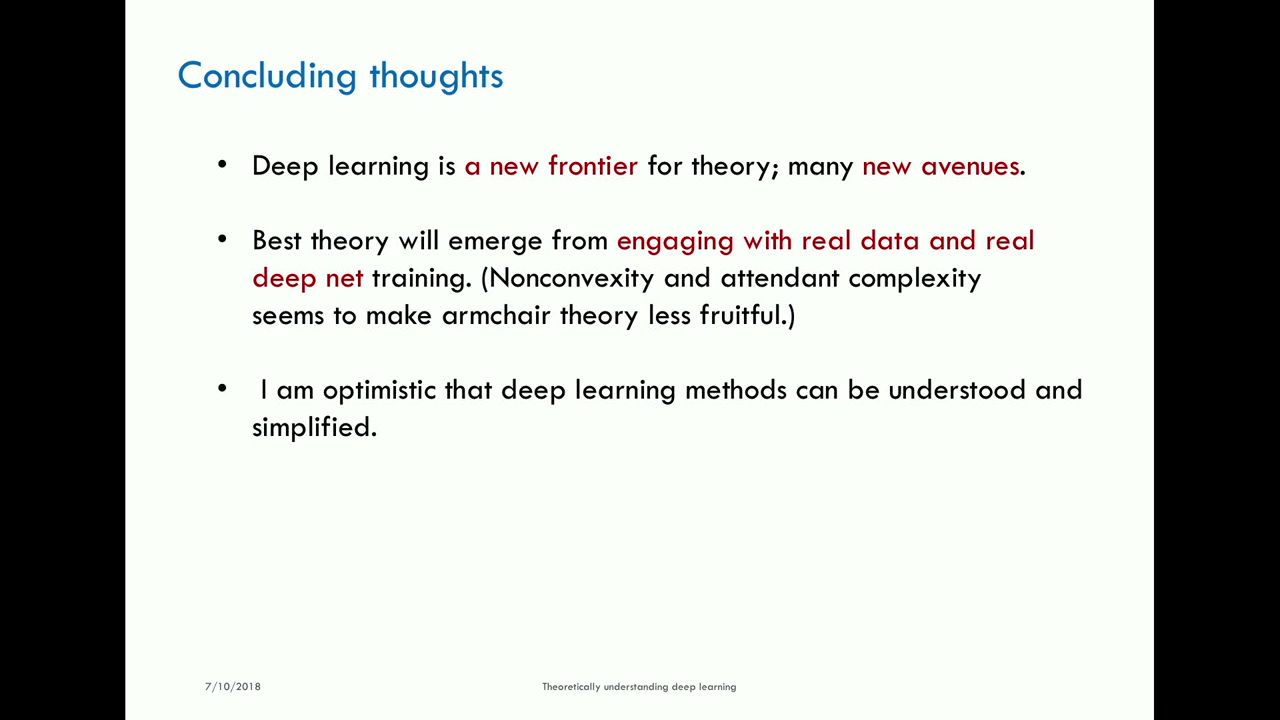 Concluding thoughts
• Deep learning is a new frontier for theory; many new avenues.
• Best theory will emerge from engaging with real data and real
deep net training. (Nonconvexity and attendant complexity
seems to make armchair theory less fruitful.)
• I am optimistic that deep learning methods can be understood and
simplified.
7/10/2018 Theoretically understanding deep learning